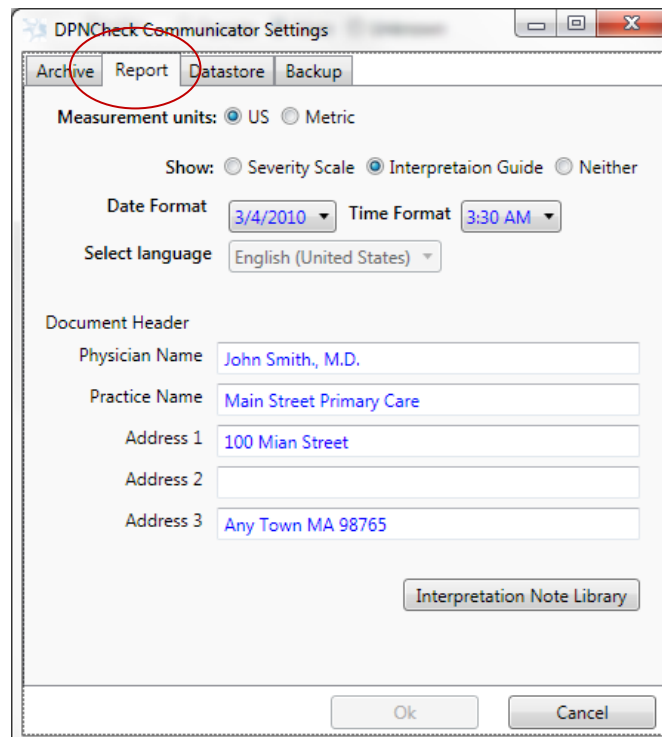 DPNCheck Communicator Settings
Archive Report Datastore Backup
Measurement units: US Metric
Show: Severity Scale Interpretaion Guide Neither
Date Format 3/4/2010 Time Format 3:30 AM
Select language English (United States)
Document Header
Physician Name John Smith., M.D.
Practice Name Main Street Primary Care
Address 1 100 Mian Street
Address 2
Address 3 Any Town MA 98765
Interpretation Note Library
Ok Cancel